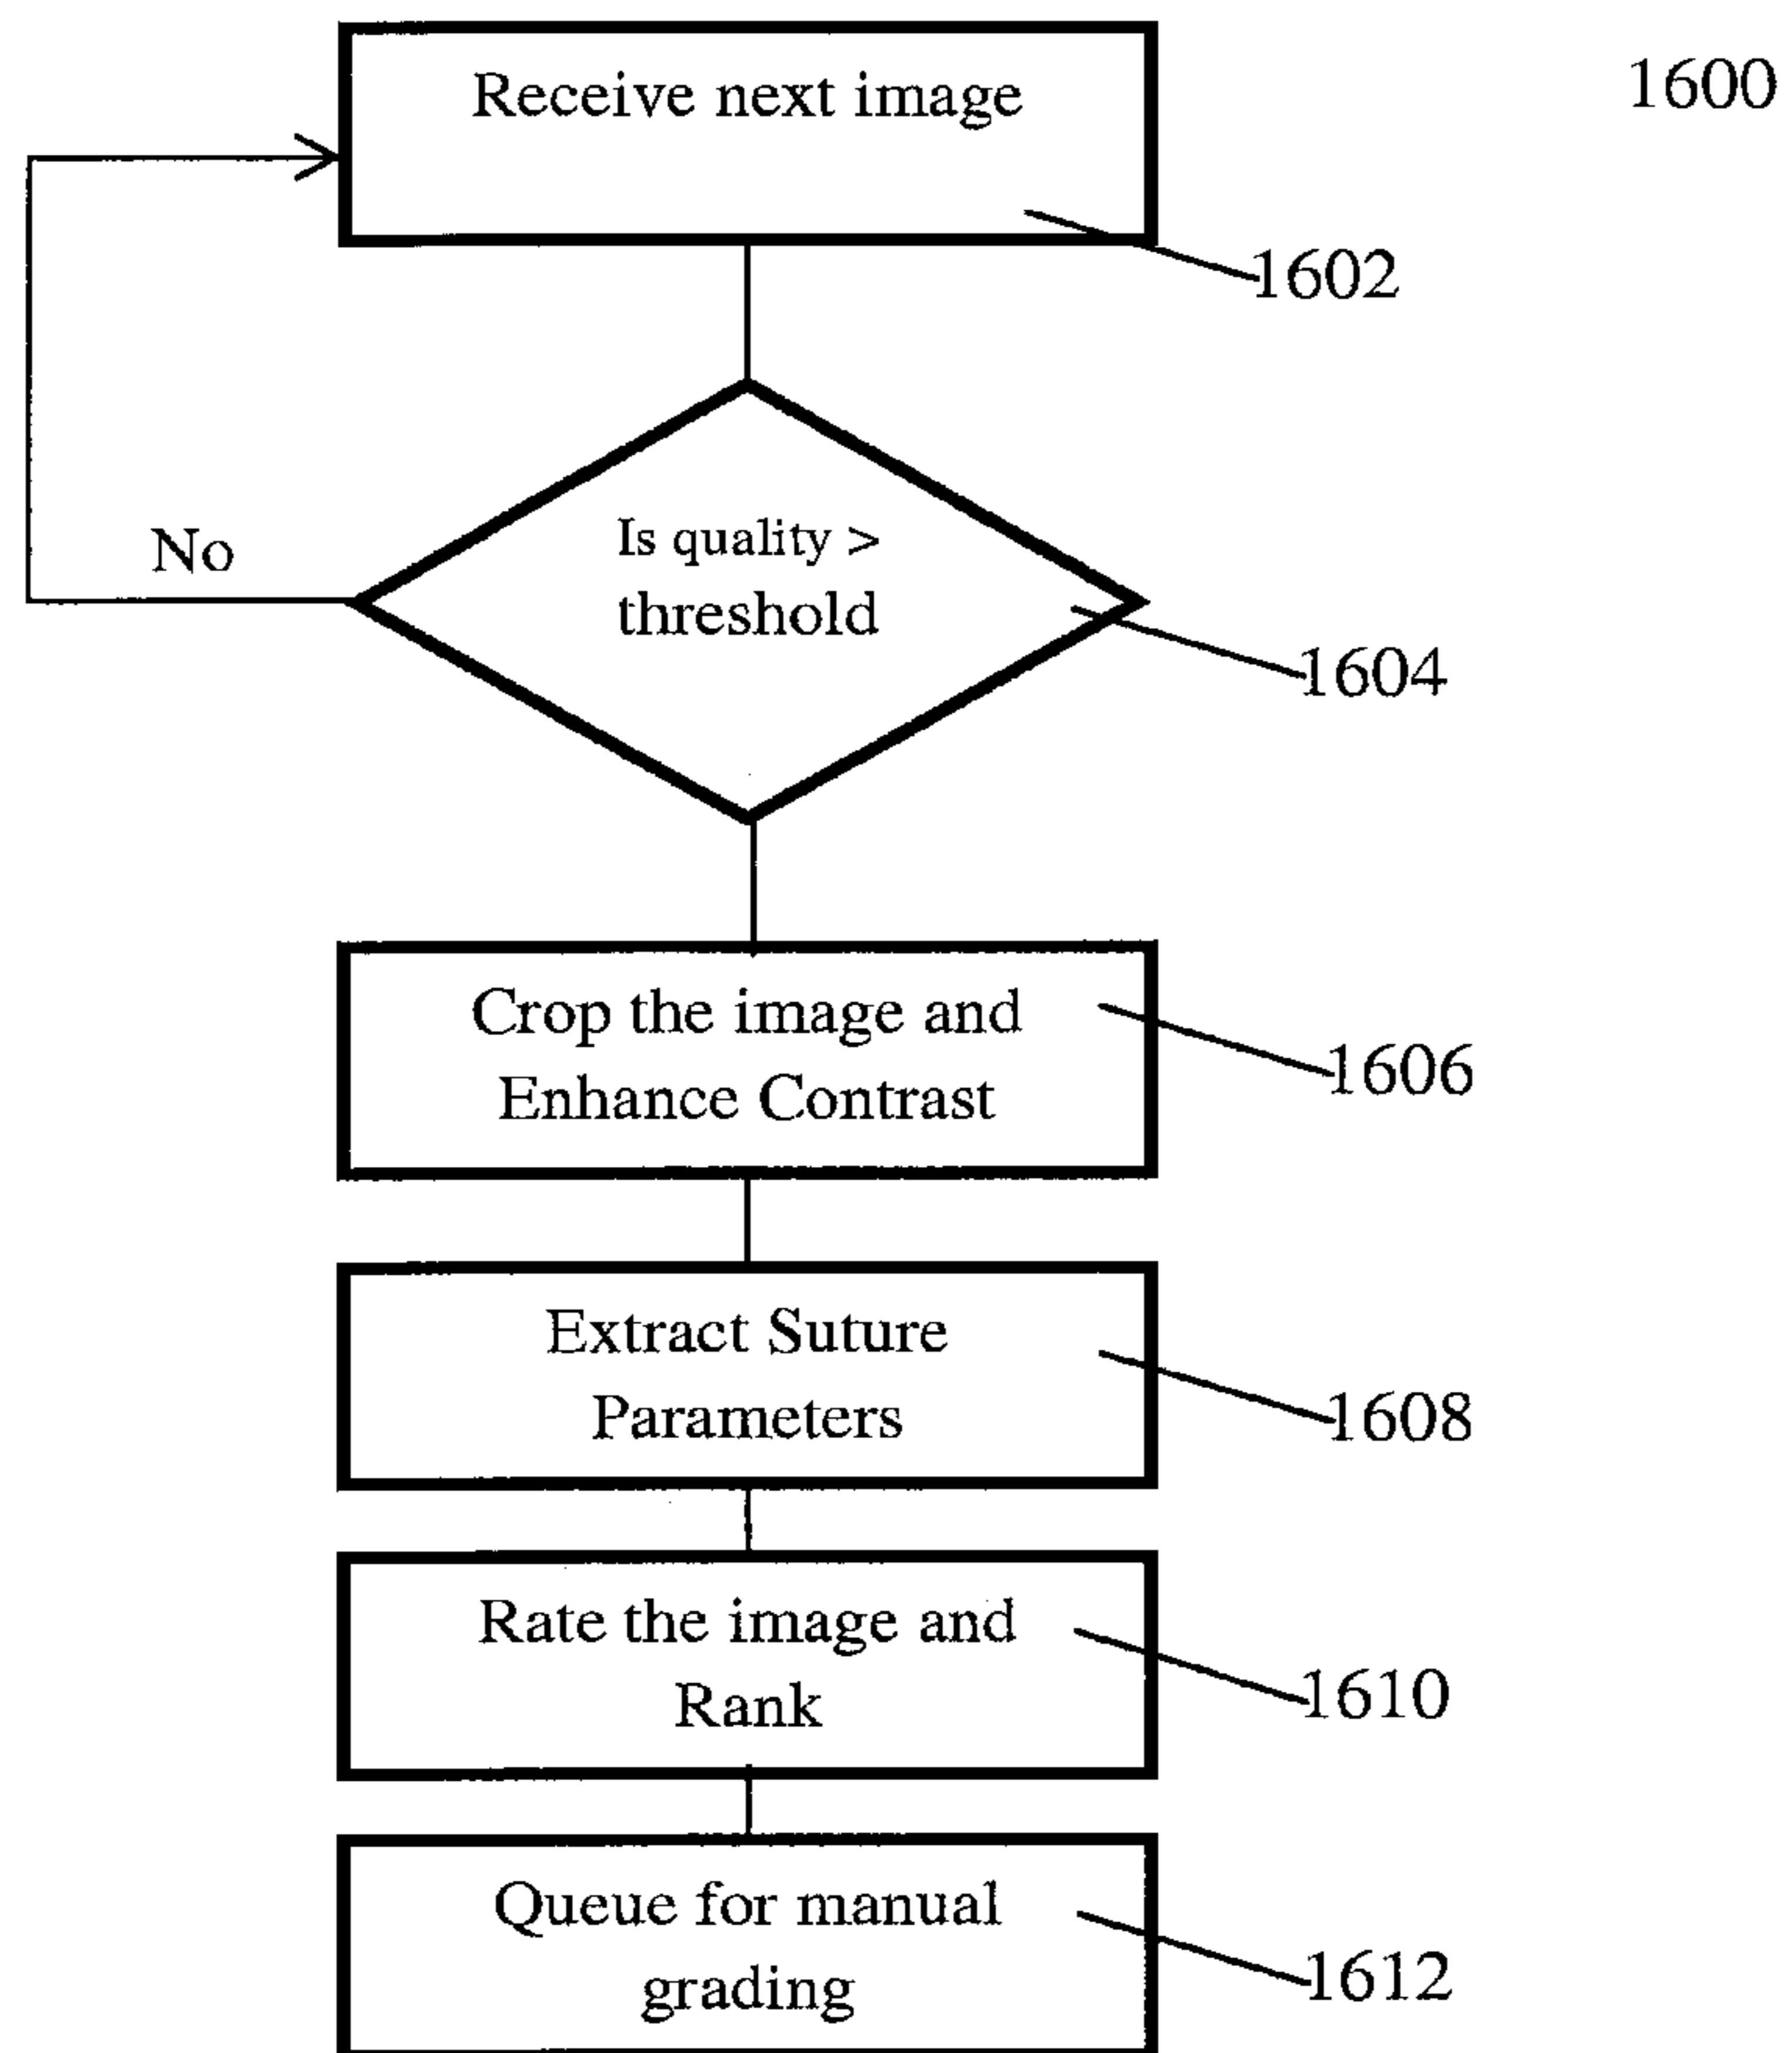 Receive next image
1600
1602
Is quality >
threshold
No
1604
Crop the image and
Enhance Contrast
1606
Extract Suture
Parameters
1608
Rate the image and
Rank
1610
Queue for manual
grading
1612